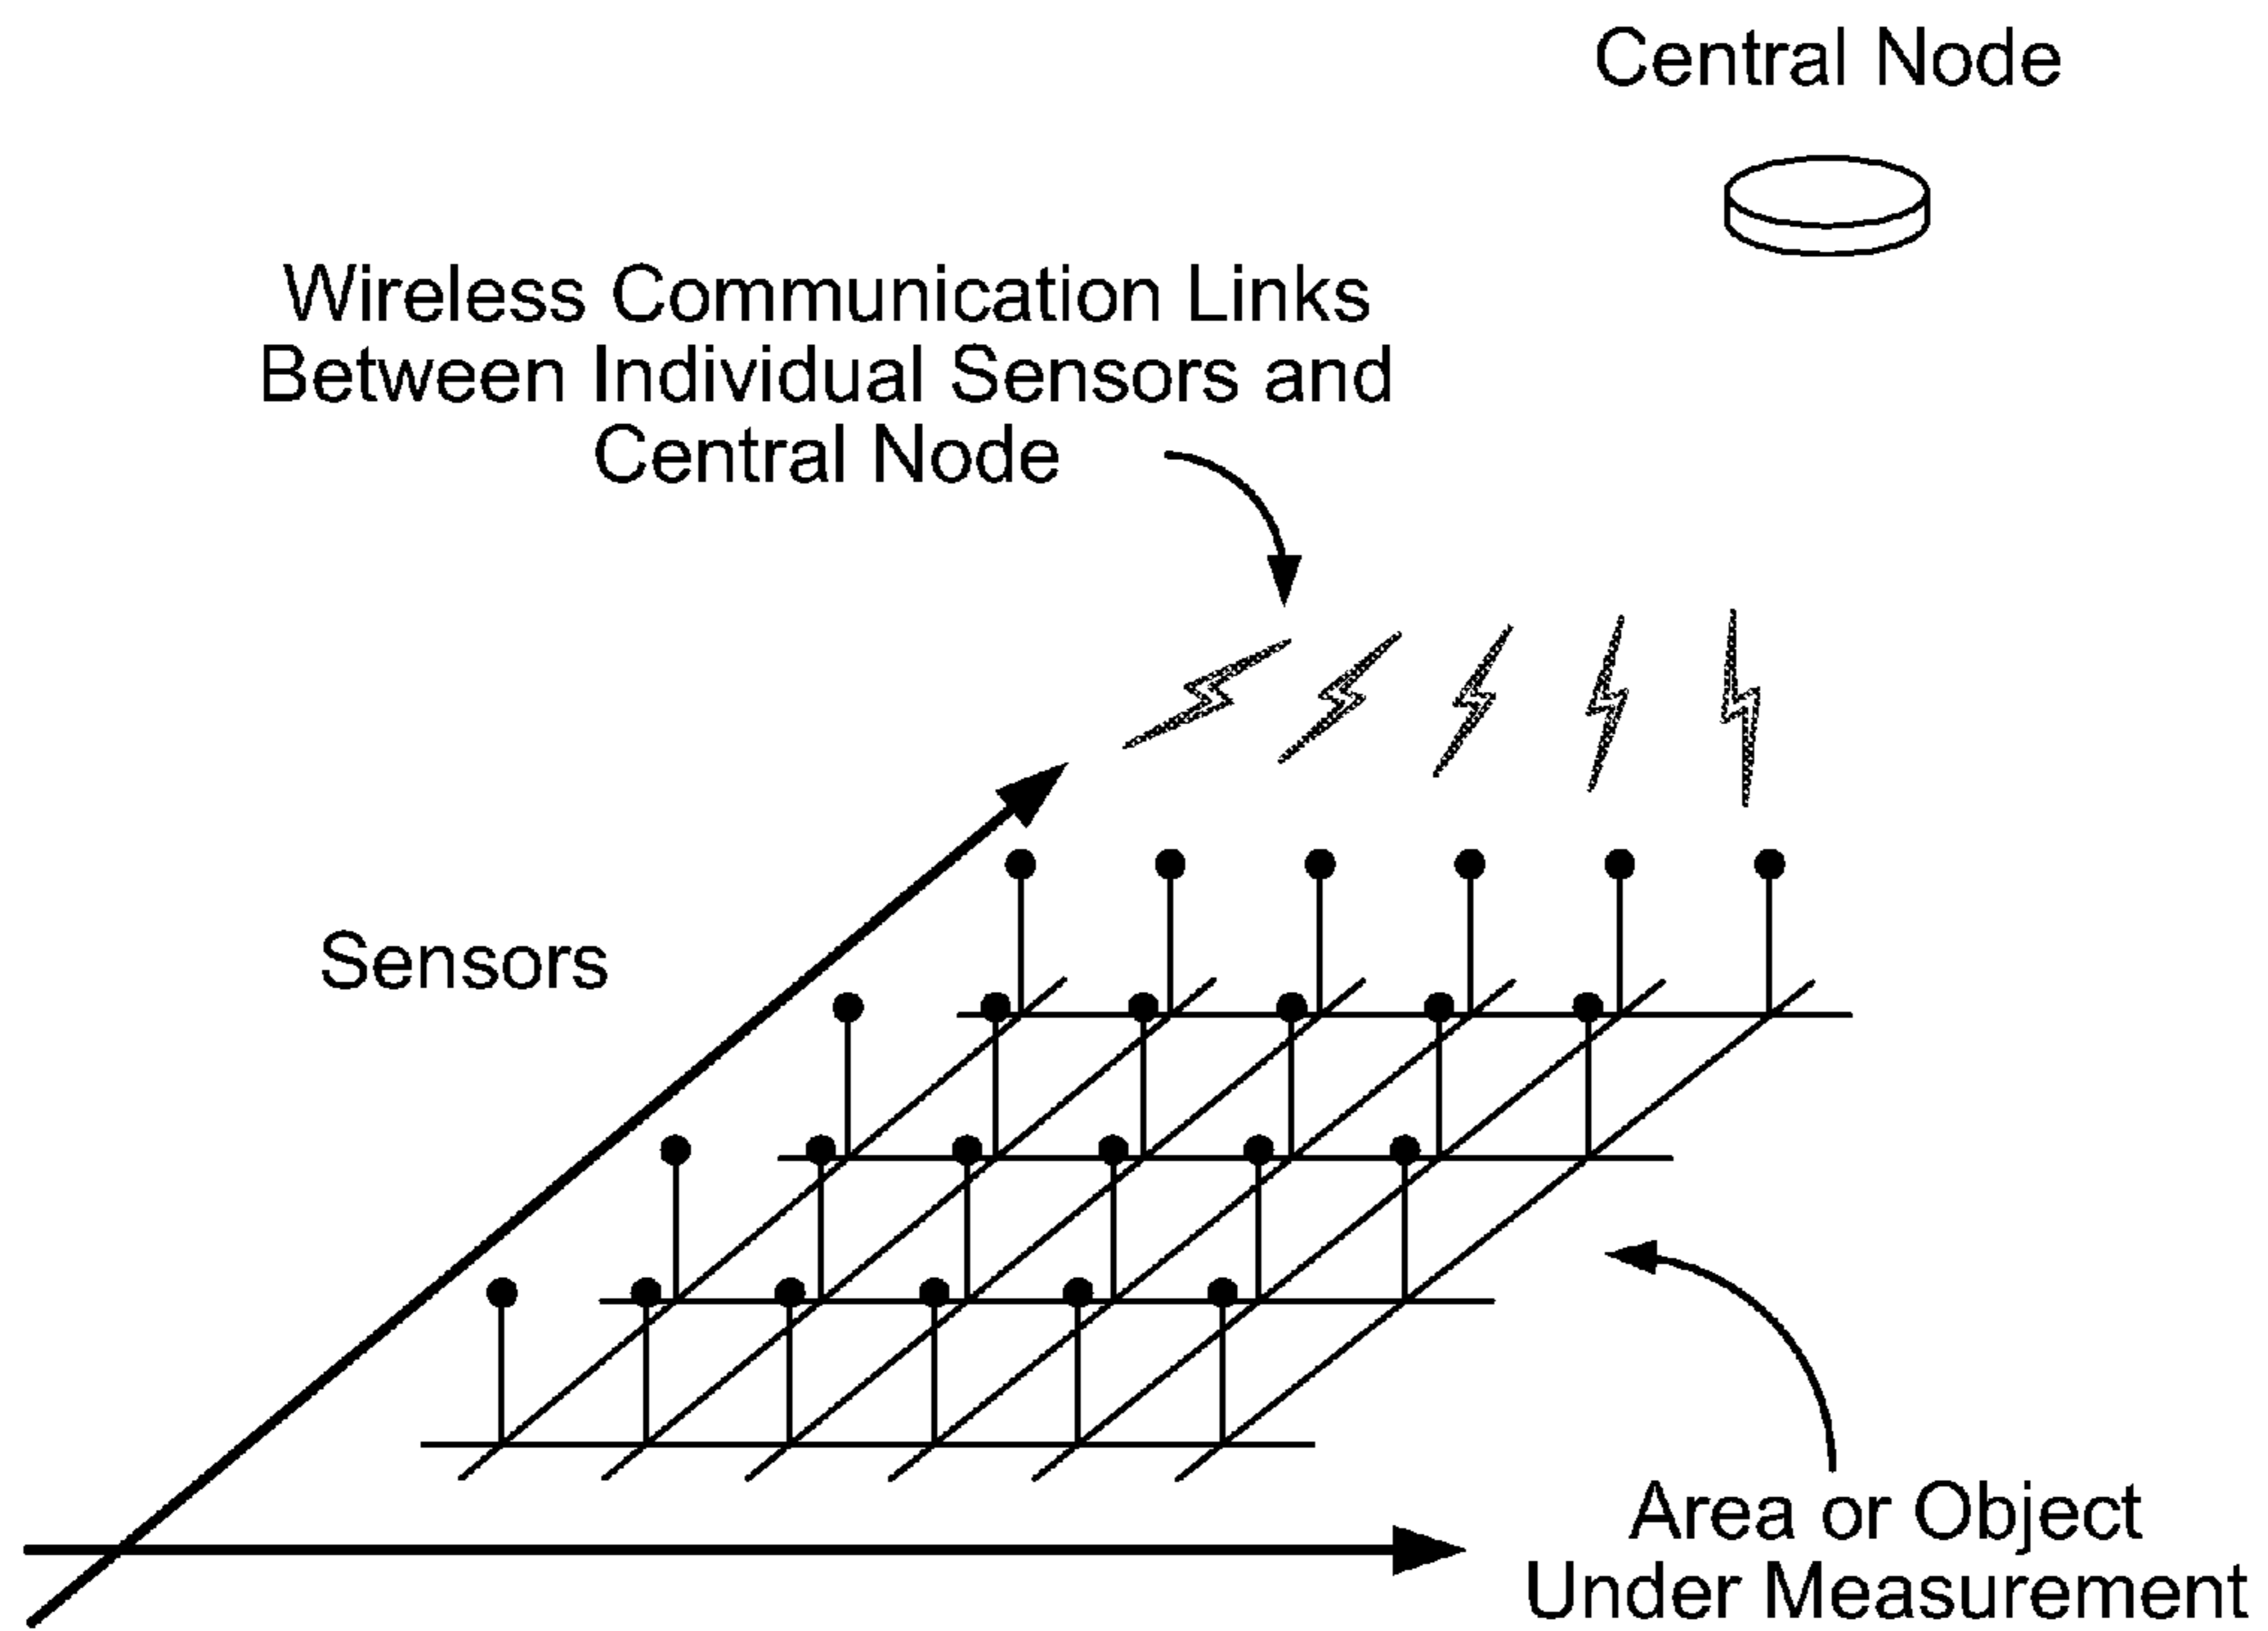 Central Node
Wireless Communication Links
Between Individual Sensors and
Central Node
Sensors
Area or Object
Under Measurement